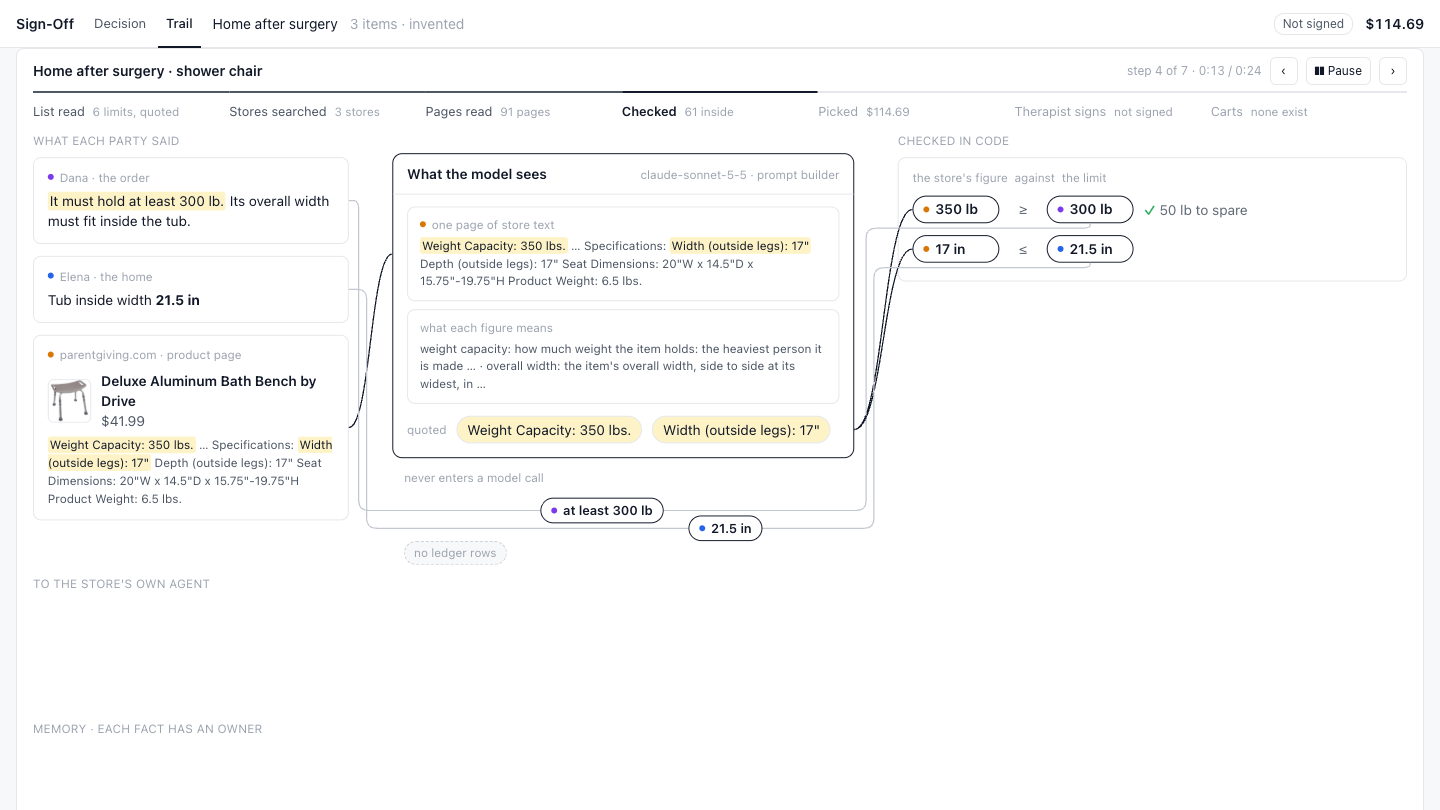 Sign-Off Decision Trail Home after surgery 3 items · invented Not signed $114.69
Home after surgery · shower chair step 4 of 7 · 0:13 / 0:24 ‹ Pause ›
List read 6 limits, quoted Stores searched 3 stores Pages read 91 pages Checked 61 inside Picked $114.69 Therapist signs not signed Carts none exist
WHAT EACH PARTY SAID
Dana · the order
It must hold at least 300 lb. Its overall width
must fit inside the tub.
Elena · the home
Tub inside width 21.5 in
parentgiving.com · product page
Deluxe Aluminum Bath Bench by
Drive
$41.99
Weight Capacity: 350 lbs. ... Specifications: Width
(outside legs): 17" Depth (outside legs): 17" Seat
Dimensions: 20"W x 14.5"D x 15.75"-19.75"H
Product Weight: 6.5 lbs.
What the model sees claude-sonnet-5-5 · prompt builder
one page of store text
Weight Capacity: 350 lbs. ... Specifications: Width (outside legs): 17"
Depth (outside legs): 17" Seat Dimensions: 20"W x 14.5"D x
15.75"-19.75"H Product Weight: 6.5 lbs.
what each figure means
weight capacity: how much weight the item holds: the heaviest person it
is made ... · overall width: the item's overall width, side to side at its
widest, in ...
quoted Weight Capacity: 350 lbs. Width (outside legs): 17"
never enters a model call
at least 300 lb
21.5 in
no ledger rows
CHECKED IN CODE
the store's figure against the limit
350 lb ≥ 300 lb ✓ 50 lb to spare
17 in ≤ 21.5 in
TO THE STORE'S OWN AGENT
MEMORY · EACH FACT HAS AN OWNER